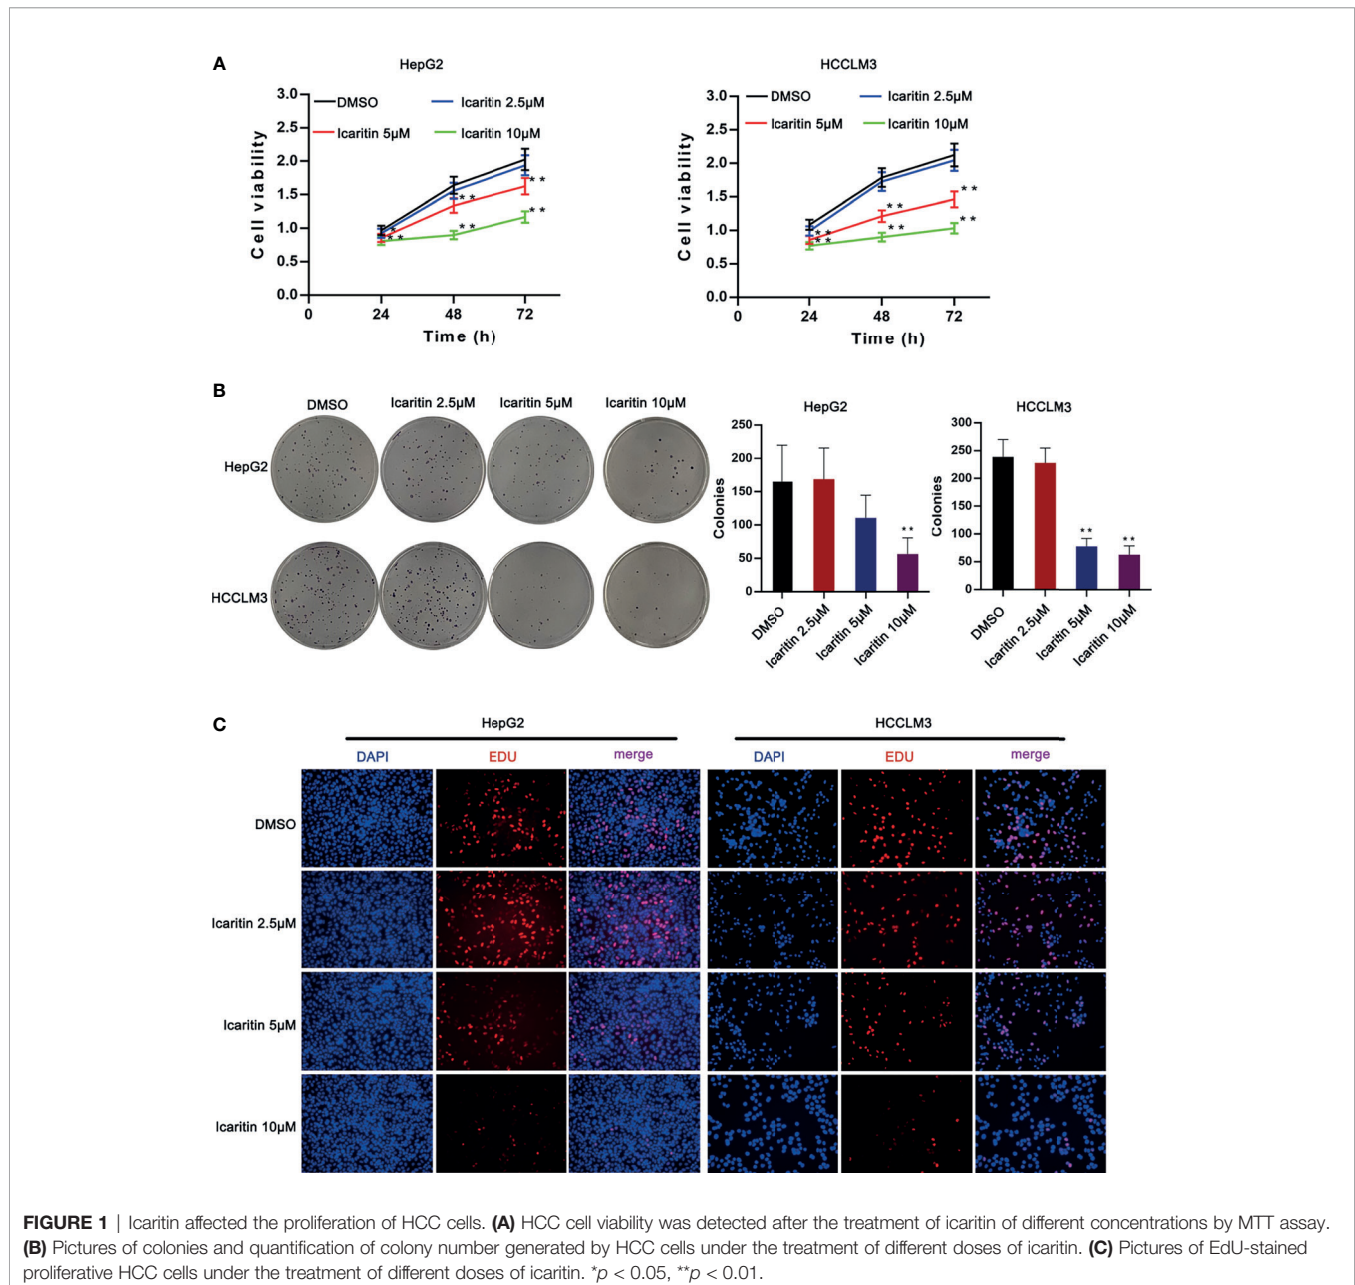 A
HepG2
HCCLM3
DMSO
Icaritin 2.5μM
Icaritin 5μM
Icaritin 10μM
3.0
2.5
2.0
1.5
1.0
0.5
0.0
Cell viability
* *
* *
* *
* *
*
* *
0
24
48
72
Time (h)
DMSO
Icaritin 2.5μM
Icaritin 5μM
Icaritin 10μM
3.0
2.5
2.0
1.5
1.0
0.5
0.0
Cell viability
* *
* *
* *
* *
* *
* *
0
24
48
72
Time (h)
B
DMSO
Icaritin 2.5μM
Icaritin 5μM
Icaritin 10μM
HepG2
HCCLM3
HepG2
250
200
150
100
50
0
Colonies
* *
DMSO
Icaritin 2.5μM
Icaritin 5μM
Icaritin 10μM
HCCLM3
300
250
200
150
100
50
0
Colonies
* *
* *
DMSO
Icaritin 2.5μM
Icaritin 5μM
Icaritin 10μM
C
HepG2
HCCLM3
DAPI
EDU
merge
DAPI
EDU
merge
DMSO
Icaritin 2.5μM
Icaritin 5μM
Icaritin 10μM
FIGURE 1 | Icaritin affected the proliferation of HCC cells. (A) HCC cell viability was detected after the treatment of icaritin of different concentrations by MTT assay.
(B) Pictures of colonies and quantification of colony number generated by HCC cells under the treatment of different doses of icaritin. (C) Pictures of EdU-stained
proliferative HCC cells under the treatment of different doses of icaritin. *p < 0.05, **p < 0.01.